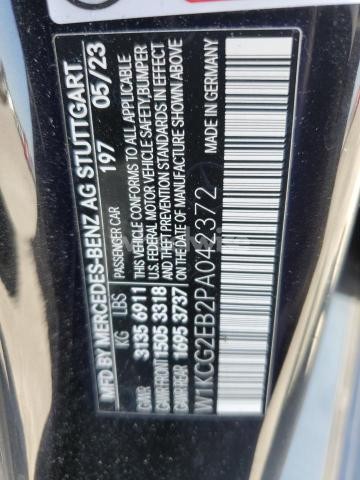 MFD BY MERCEDES-BENZ AG STUTTGART
197 05/23
PASSENGER CAR
THIS VEHICLE CONFORMS TO ALL APPLICABLE
U.S. FEDERAL MOTOR VEHICLE SAFETY, BUMPER
AND THEFT PREVENTION STANDARDS IN EFFECT
ON THE DATE OF MANUFACTURE SHOWN ABOVE
KG LBS
GVWR 3135 6911
GAWR FRONT 1505 3318
GAWR REAR 1695 3737
W1KCG2EB2PA042372
MADE IN GERMANY